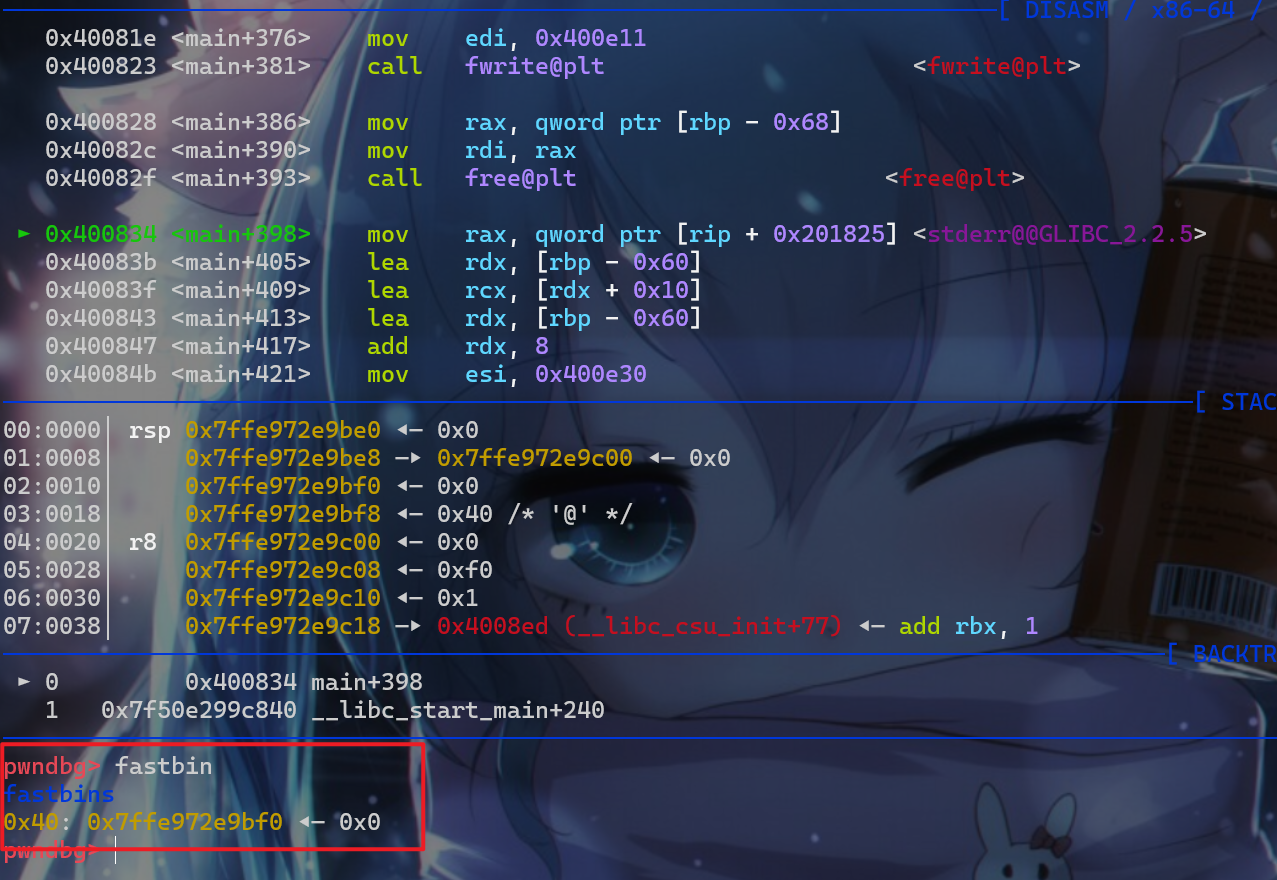 [ DISASM / x86-64 /
0x40081e <main+376> mov edi, 0x400e11
0x400823 <main+381> call fwrite@plt <fwrite@plt>
0x400828 <main+386> mov rax, qword ptr [rbp - 0x68]
0x40082c <main+390> mov rdi, rax
0x40082f <main+393> call free@plt <free@plt>
► 0x400834 <main+398> mov rax, qword ptr [rip + 0x201825] <stderr@@GLIBC_2.2.5>
0x40083b <main+405> lea rdx, [rbp - 0x60]
0x40083f <main+409> lea rcx, [rdx + 0x10]
0x400843 <main+413> lea rdx, [rbp - 0x60]
0x400847 <main+417> add rdx, 8
0x40084b <main+421> mov esi, 0x400e30
[ STAC
00:0000│ rsp 0x7ffe972e9be0 ◂— 0x0
01:0008│ 0x7ffe972e9be8 —▸ 0x7ffe972e9c00 ◂— 0x0
02:0010│ 0x7ffe972e9bf0 ◂— 0x0
03:0018│ 0x7ffe972e9bf8 ◂— 0x40 /* '@' */
04:0020│ r8 0x7ffe972e9c00 ◂— 0x0
05:0028│ 0x7ffe972e9c08 ◂— 0xf0
06:0030│ 0x7ffe972e9c10 ◂— 0x1
07:0038│ 0x7ffe972e9c18 —▸ 0x4008ed (__libc_csu_init+77) ◂— add rbx, 1
[ BACKTR
► 0 0x400834 main+398
1 0x7f50e299c840 __libc_start_main+240
pwndbg> fastbin
fastbins
0x40: 0x7ffe972e9bf0 ◂— 0x0
pwndbg>